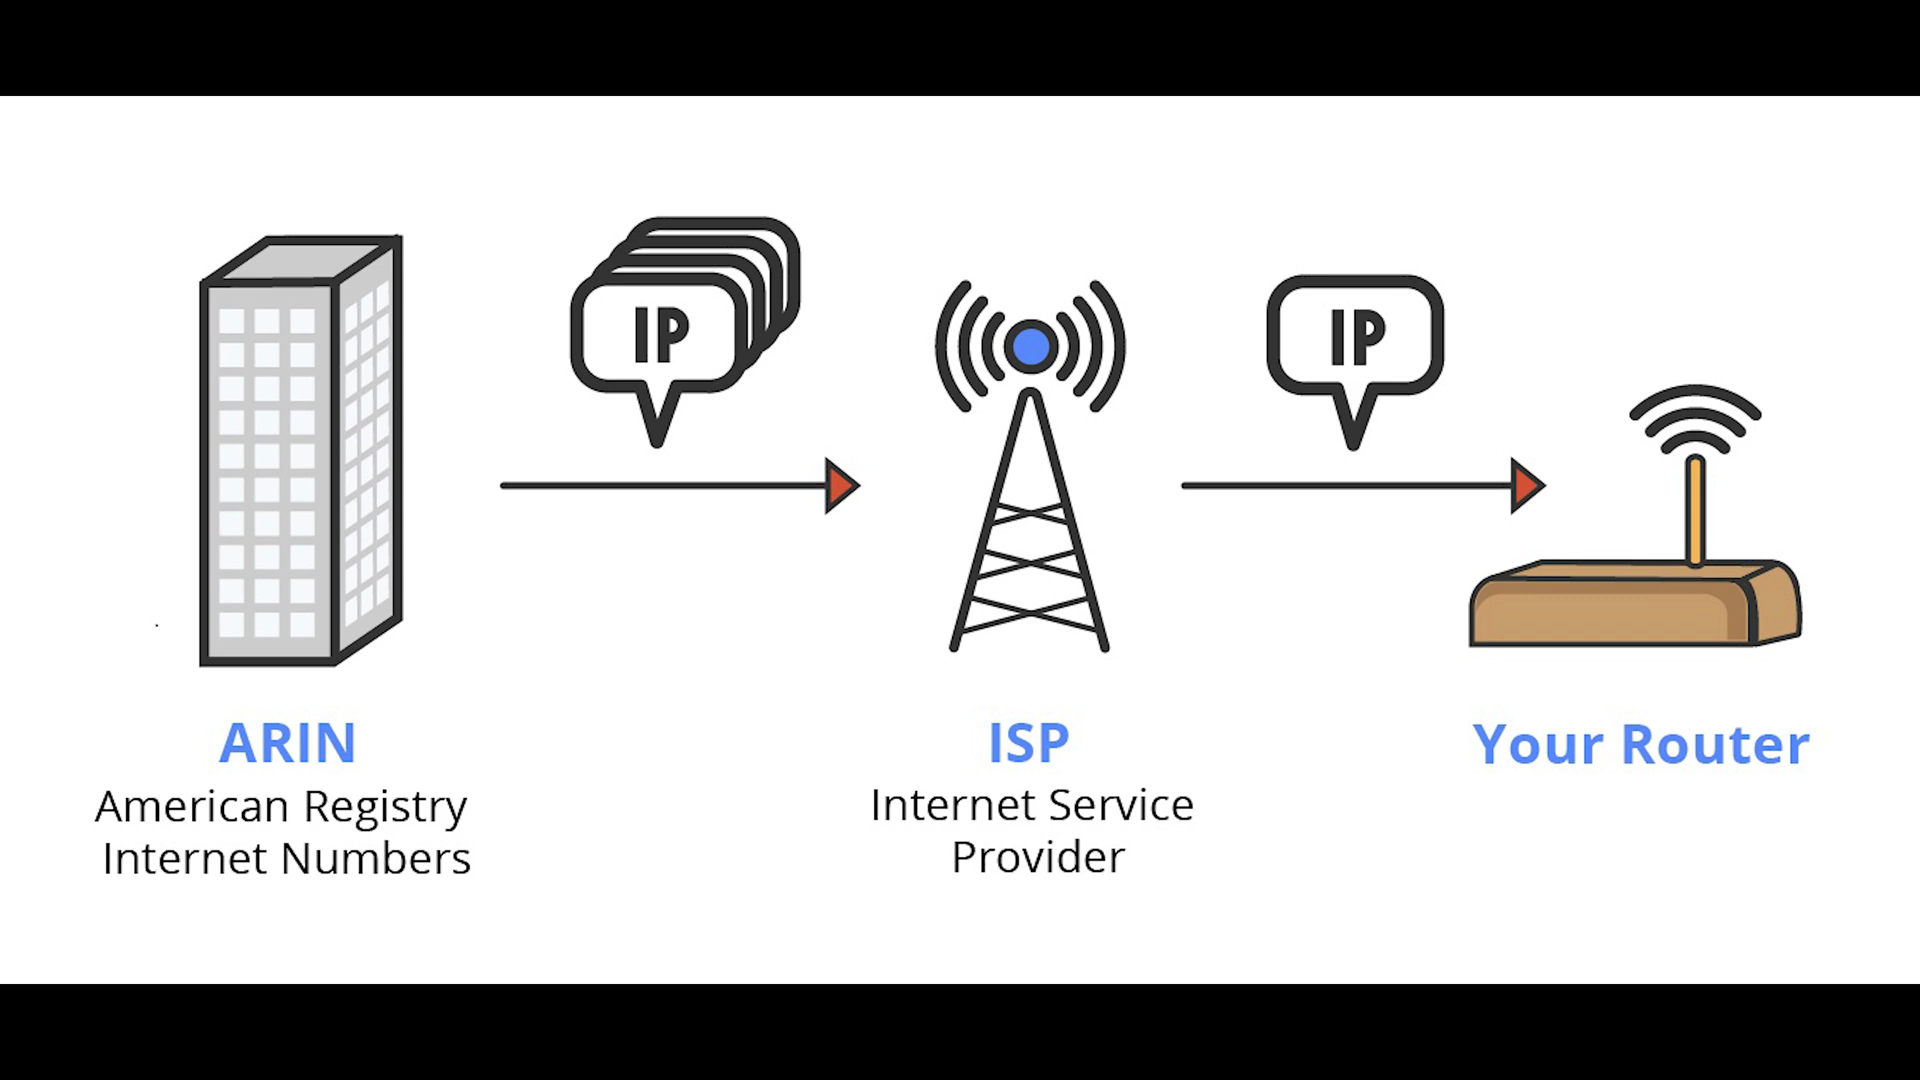 IP
IP
ARIN
American Registry
Internet Numbers
ISP
Internet Service
Provider
Your Router